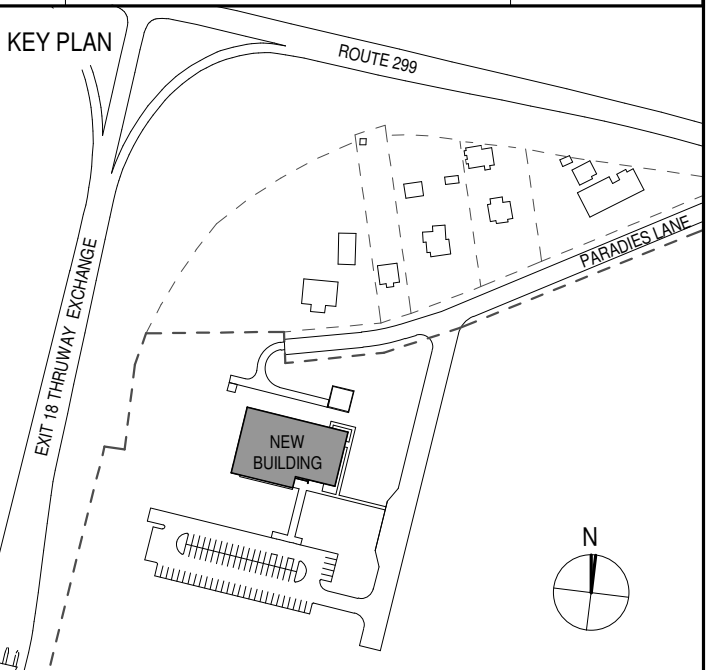 KEY PLAN
ROUTE 299
PARADIES LANE
EXIT 18 THRUWAY EXCHANGE
NEW
BUILDING
N